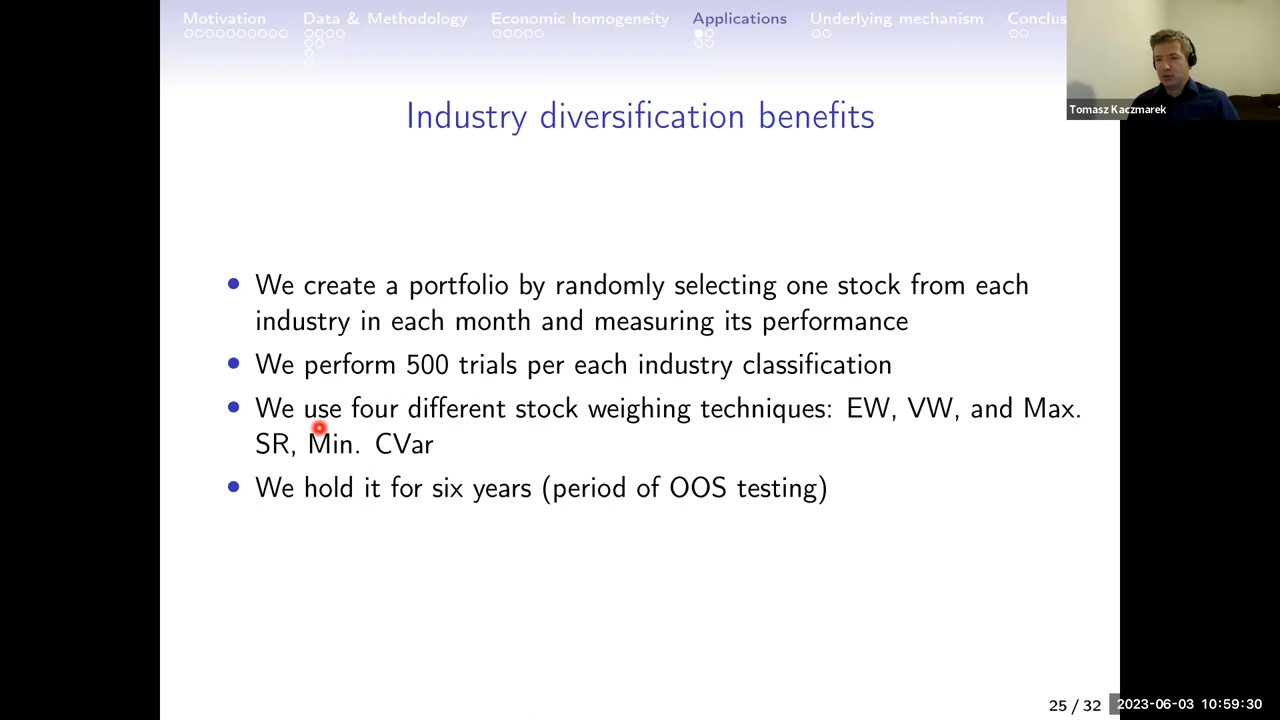 Motivation Data & Methodology Economic homogeneity Applications Underlying mechanism Conclus
Tomasz Kaczmarek
Industry diversification benefits
We create a portfolio by randomly selecting one stock from each
industry in each month and measuring its performance
We perform 500 trials per each industry classification
We use four different stock weighing techniques: EW, VW, and Max.
SR, Min. CVar
We hold it for six years (period of OOS testing)
25 / 32
2023-06-03 10:59:30